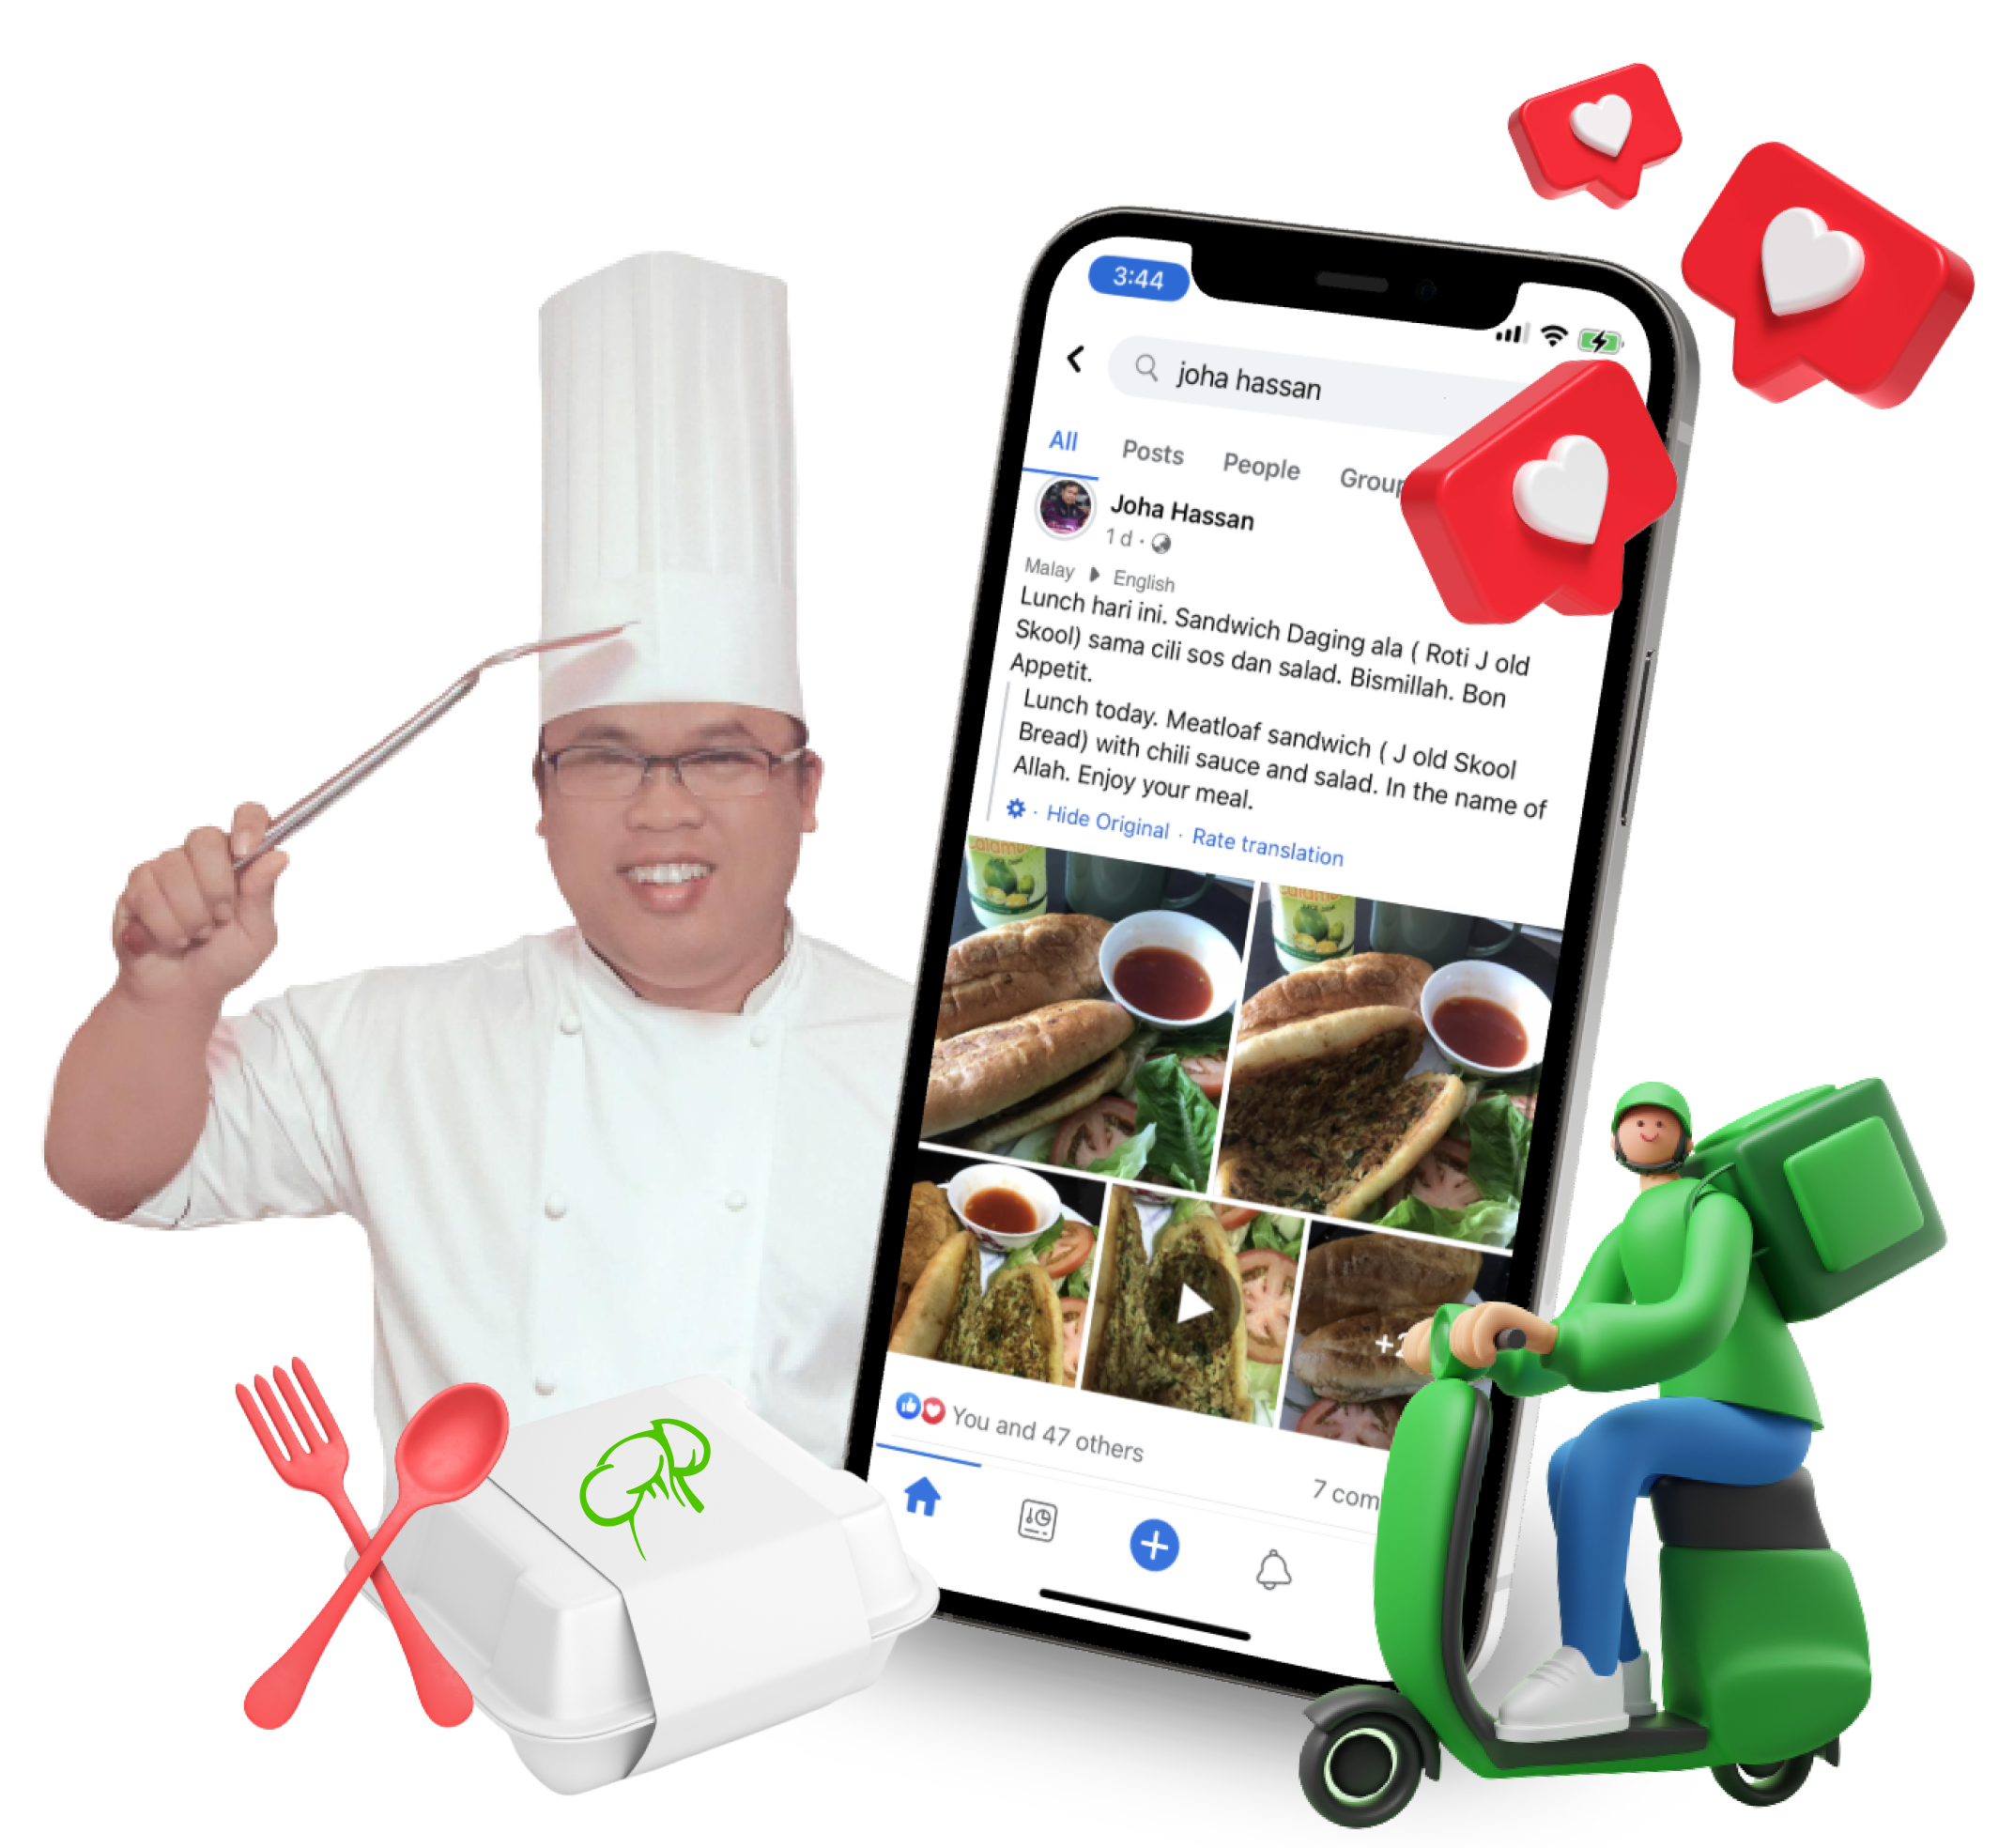 3:44
joha hassan
All Posts People Group
Joha Hassan
1 d ·
Malay English
Lunch hari ini. Sandwich Daging ala ( Roti J old
Skool) sama cili sos dan salad. Bismillah. Bon
Appetit.
Lunch today. Meatloaf sandwich ( J old Skool
Bread) with chili sauce and salad. In the name of
Allah. Enjoy your meal.
· Hide Original · Rate translation
You and 47 others
7 com